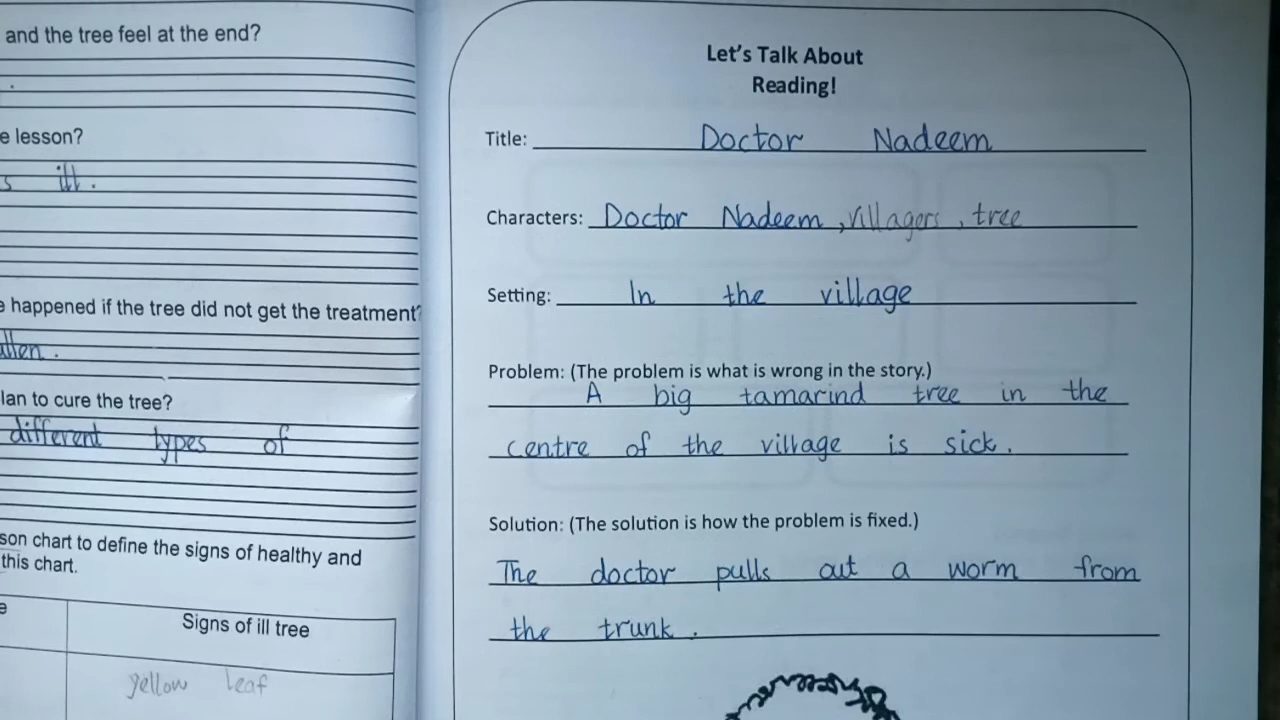 and the tree feel at the end?
.
e lesson?
s ill.
e happened if the tree did not get the treatment?
allen.
lan to cure the tree?
different types of
son chart to define the signs of healthy and
this chart.
e
Signs of ill tree
yellow leaf
Let's Talk About
Reading!
Title: Doctor Nadeem
Characters: Doctor Nadeem, villagers, tree
Setting: In the village
Problem: (The problem is what is wrong in the story.)
A big tamarind tree in the
centre of the village is sick.
Solution: (The solution is how the problem is fixed.)
The doctor pulls out a worm from
the trunk.